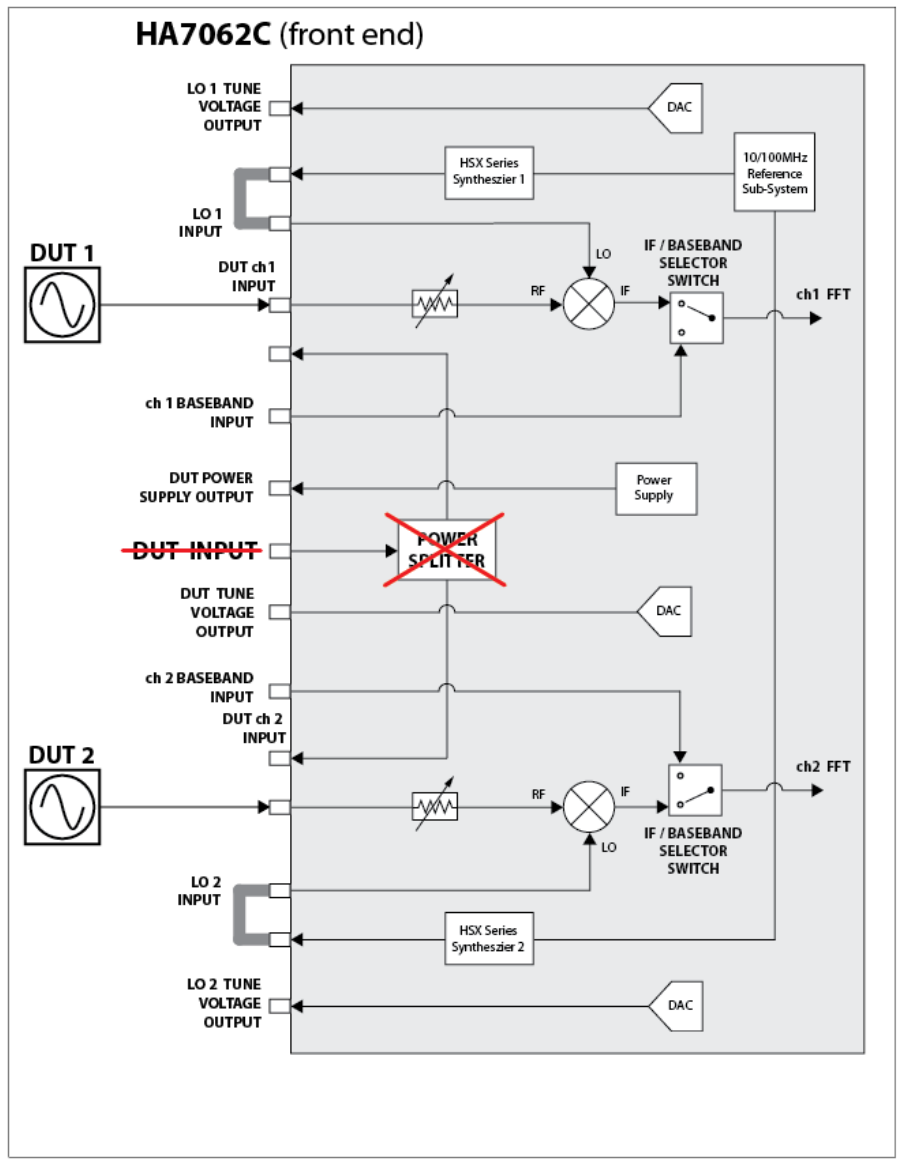 HA7062C (front end)
LO 1 TUNE
VOLTAGE
OUTPUT
DAC
HSX Series
Syntheszier 1
10/100MHz
Reference
Sub-System
LO 1
INPUT
LO
IF / BASEBAND
SELECTOR
SWITCH
DUT 1
DUT ch1
INPUT
RF
IF
ch1 FFT
ch 1 BASEBAND
INPUT
DUT POWER
SUPPLY OUTPUT
Power
Supply
DUT INPUT
POWER
SPLITTER
DUT TUNE
VOLTAGE
OUTPUT
DAC
ch 2 BASEBAND
INPUT
DUT ch 2
INPUT
DUT 2
RF
IF
ch2 FFT
LO
IF / BASEBAND
SELECTOR
SWITCH
LO 2
INPUT
HSX Series
Syntheszier 2
LO 2 TUNE
VOLTAGE
OUTPUT
DAC